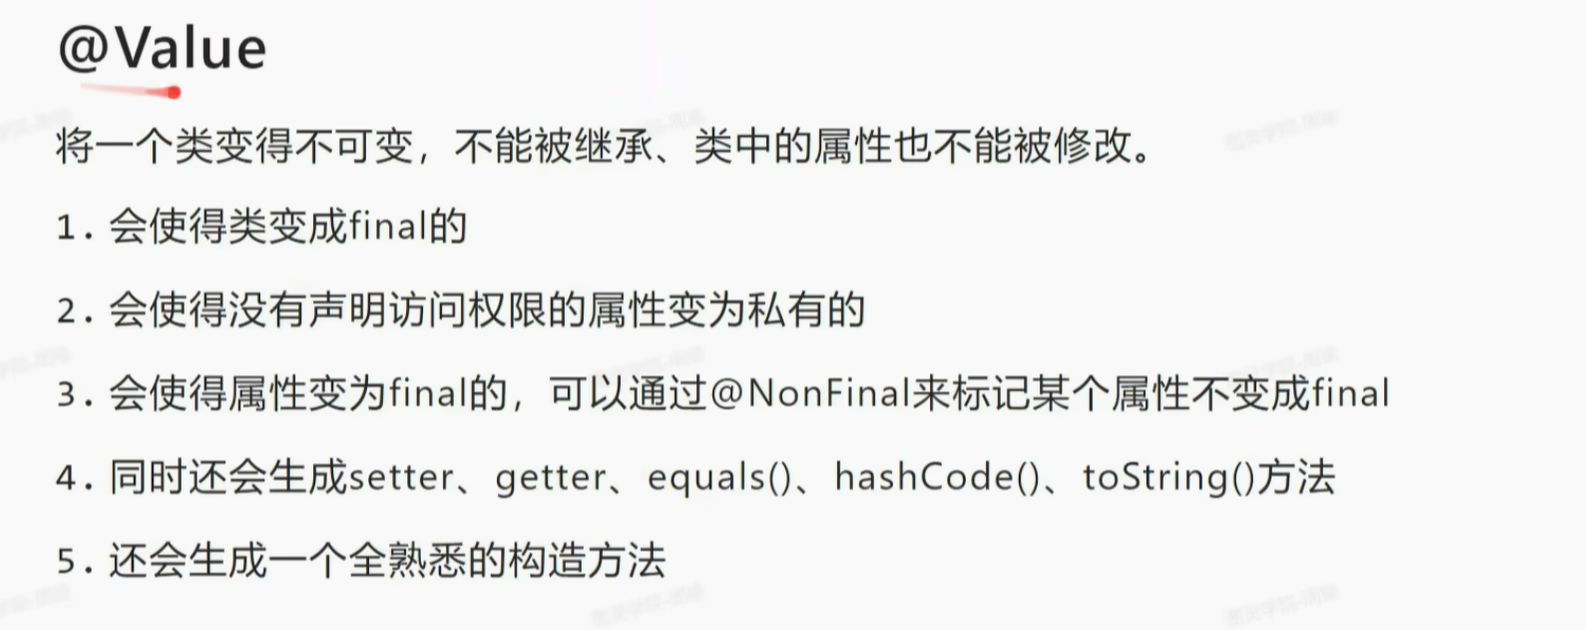 @Value
将一个类变得不可变，不能被继承、类中的属性也不能被修改。
1. 会使得类变成final的
2. 会使得没有声明访问权限的属性变为私有的
3. 会使得属性变为final的，可以通过@NonFinal来标记某个属性不变成final
4. 同时还会生成setter、getter、equals()、hashCode()、toString()方法
5. 还会生成一个全熟悉的构造方法